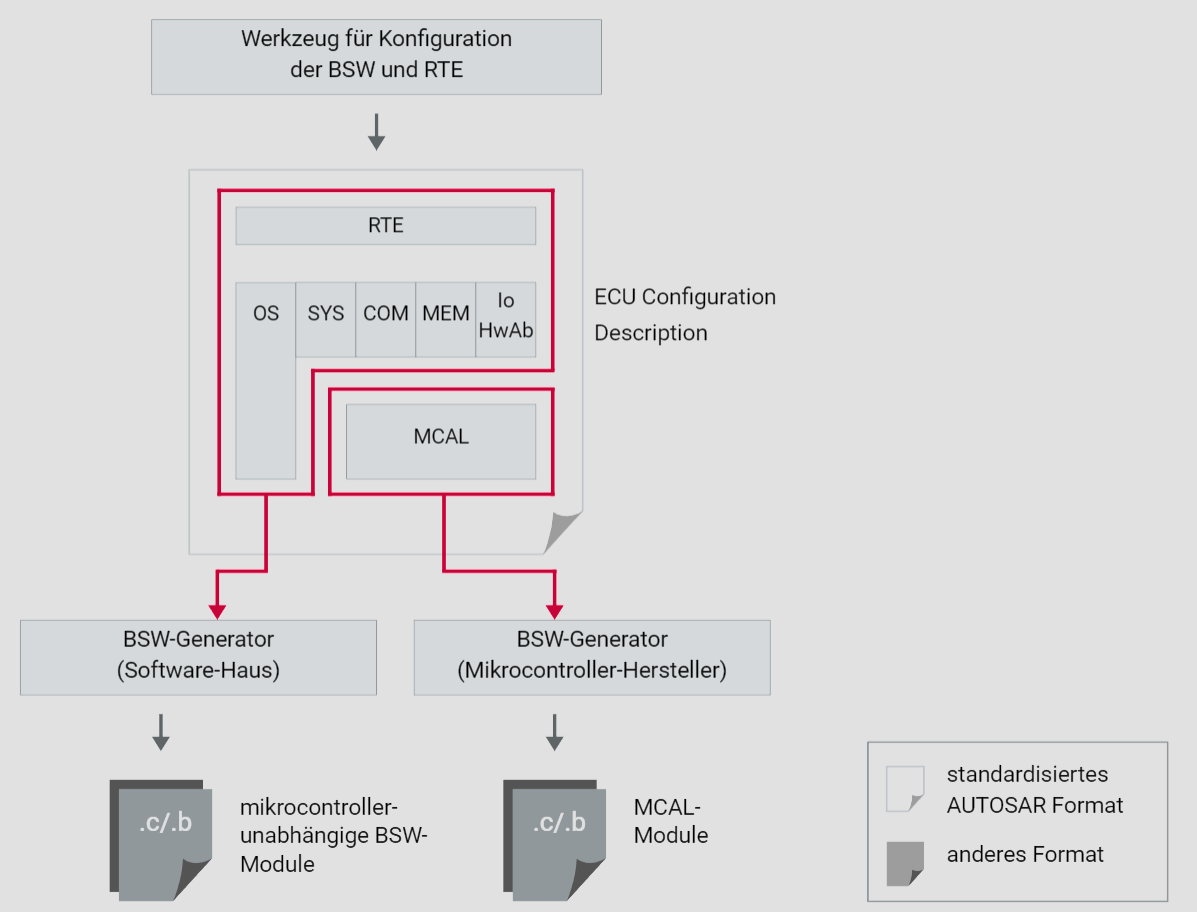 Werkzeug für Konfiguration
der BSW und RTE
RTE
OS
SYS
COM
MEM
Io
HwAb
ECU Configuration
Description
MCAL
BSW-Generator
(Software-Haus)
BSW-Generator
(Mikrocontroller-Hersteller)
.c/.b
mikrocontroller-
unabhängige BSW-
Module
.c/.b
MCAL-
Module
standardisiertes
AUTOSAR Format
anderes Format